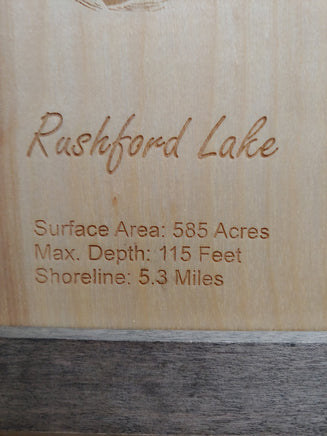 Rushford Lake
Surface Area: 585 Acres
Max. Depth: 115 Feet
Shoreline: 5.3 Miles